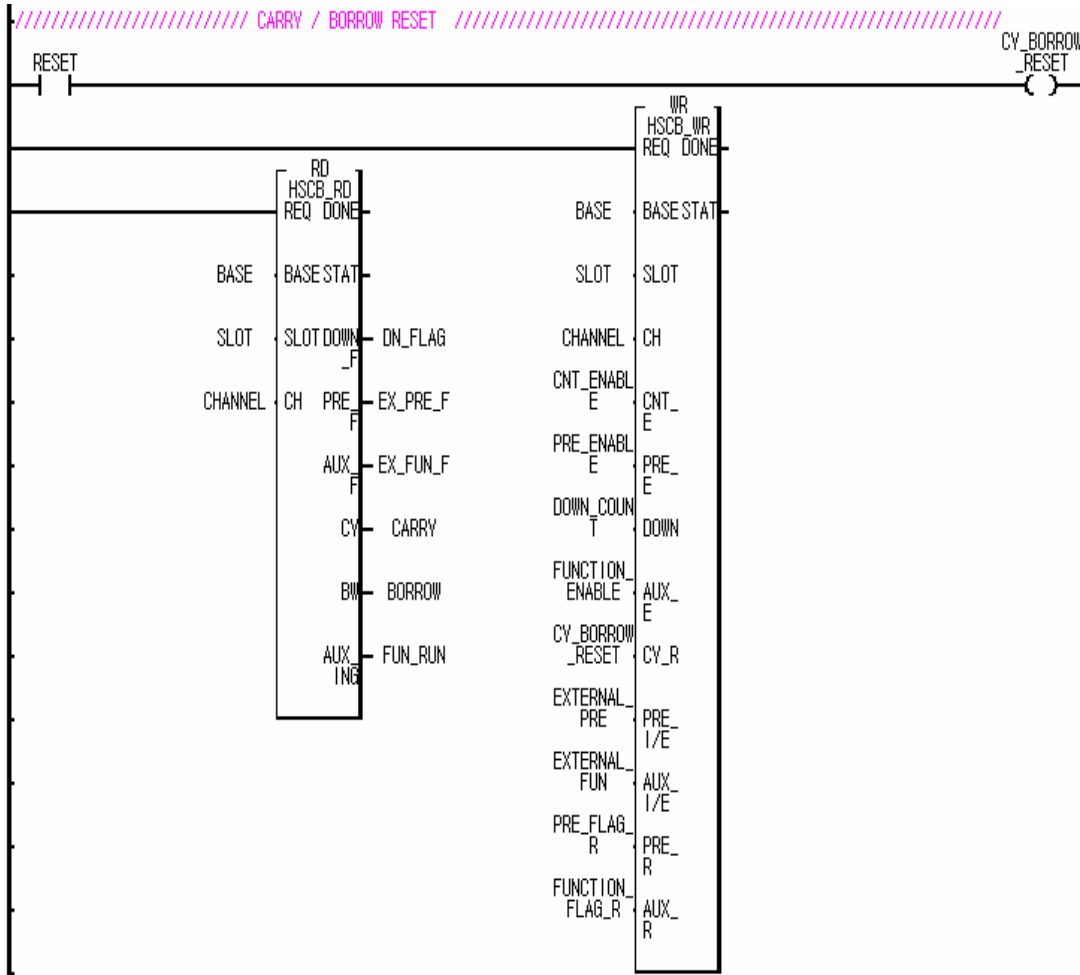 ////////////////////////// CARRY / BORROW RESET //////////////////////////////////////////////////////////////
CY_BORROW
_RESET
RESET
WR
HSCB_WR
REQ DONE
RD
HSCB_RD
REQ DONE
BASE BASE STAT
BASE BASE STAT
SLOT SLOT
SLOT SLOT DOWN
_F
DN_FLAG
CHANNEL CH
CNT_ENABL
E
CNT_
E
CHANNEL CH PRE_
F
EX_PRE_F
PRE_ENABL
E
PRE_
E
AUX_
F
EX_FUN_F
DOWN_COUN
T
DOWN
CY CARRY
FUNCTION_
ENABLE
AUX_
E
BW BORROW
CY_BORROW
_RESET
CY_R
AUX_
ING
FUN_RUN
EXTERNAL_
PRE
PRE_
I/E
EXTERNAL_
FUN
AUX_
I/E
PRE_FLAG_
R
PRE_
R
FUNCTION_
FLAG_R
AUX_
R